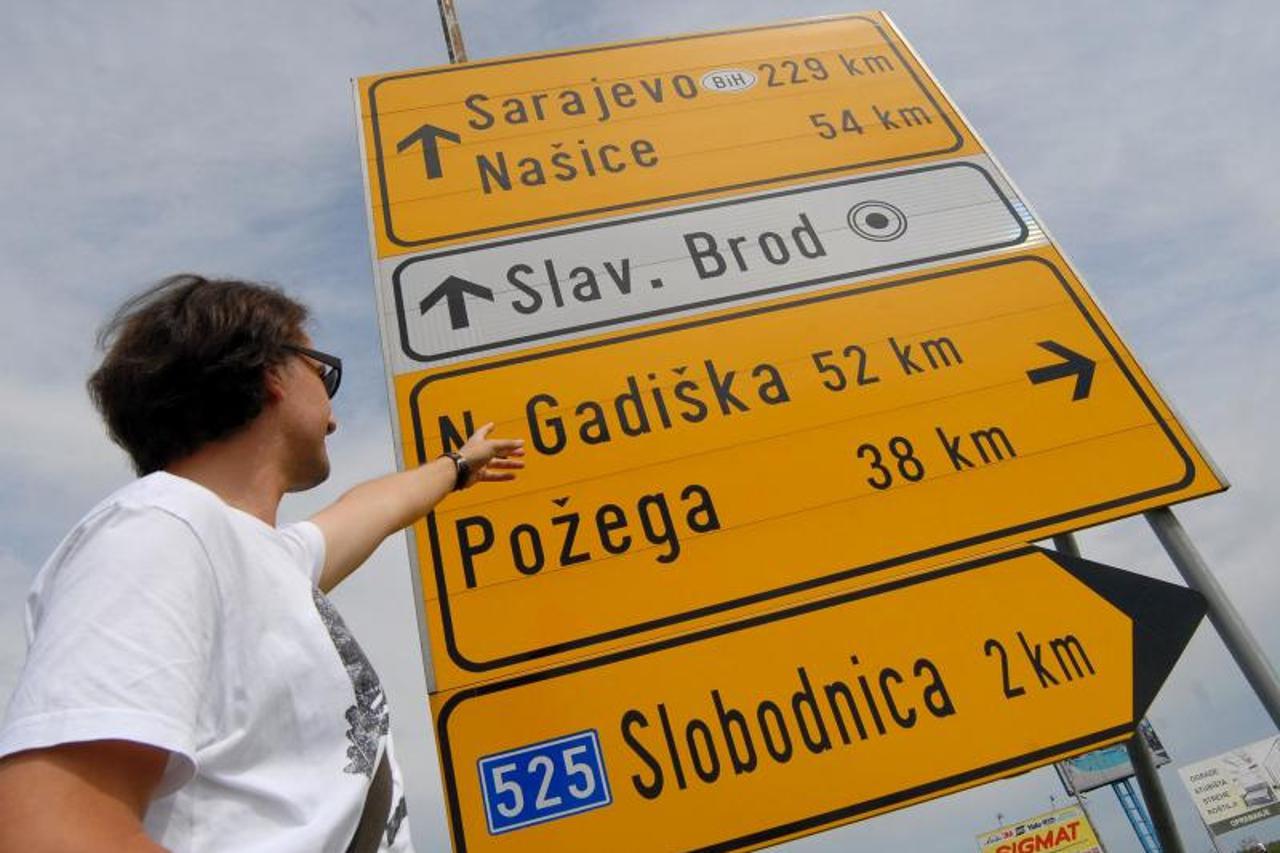 Sarajevo BiH 229 km
Našice 54 km
Slav. Brod
N. Gadiška 52 km
Požega 38 km
525 Slobodnica 2 km
SIGMAT